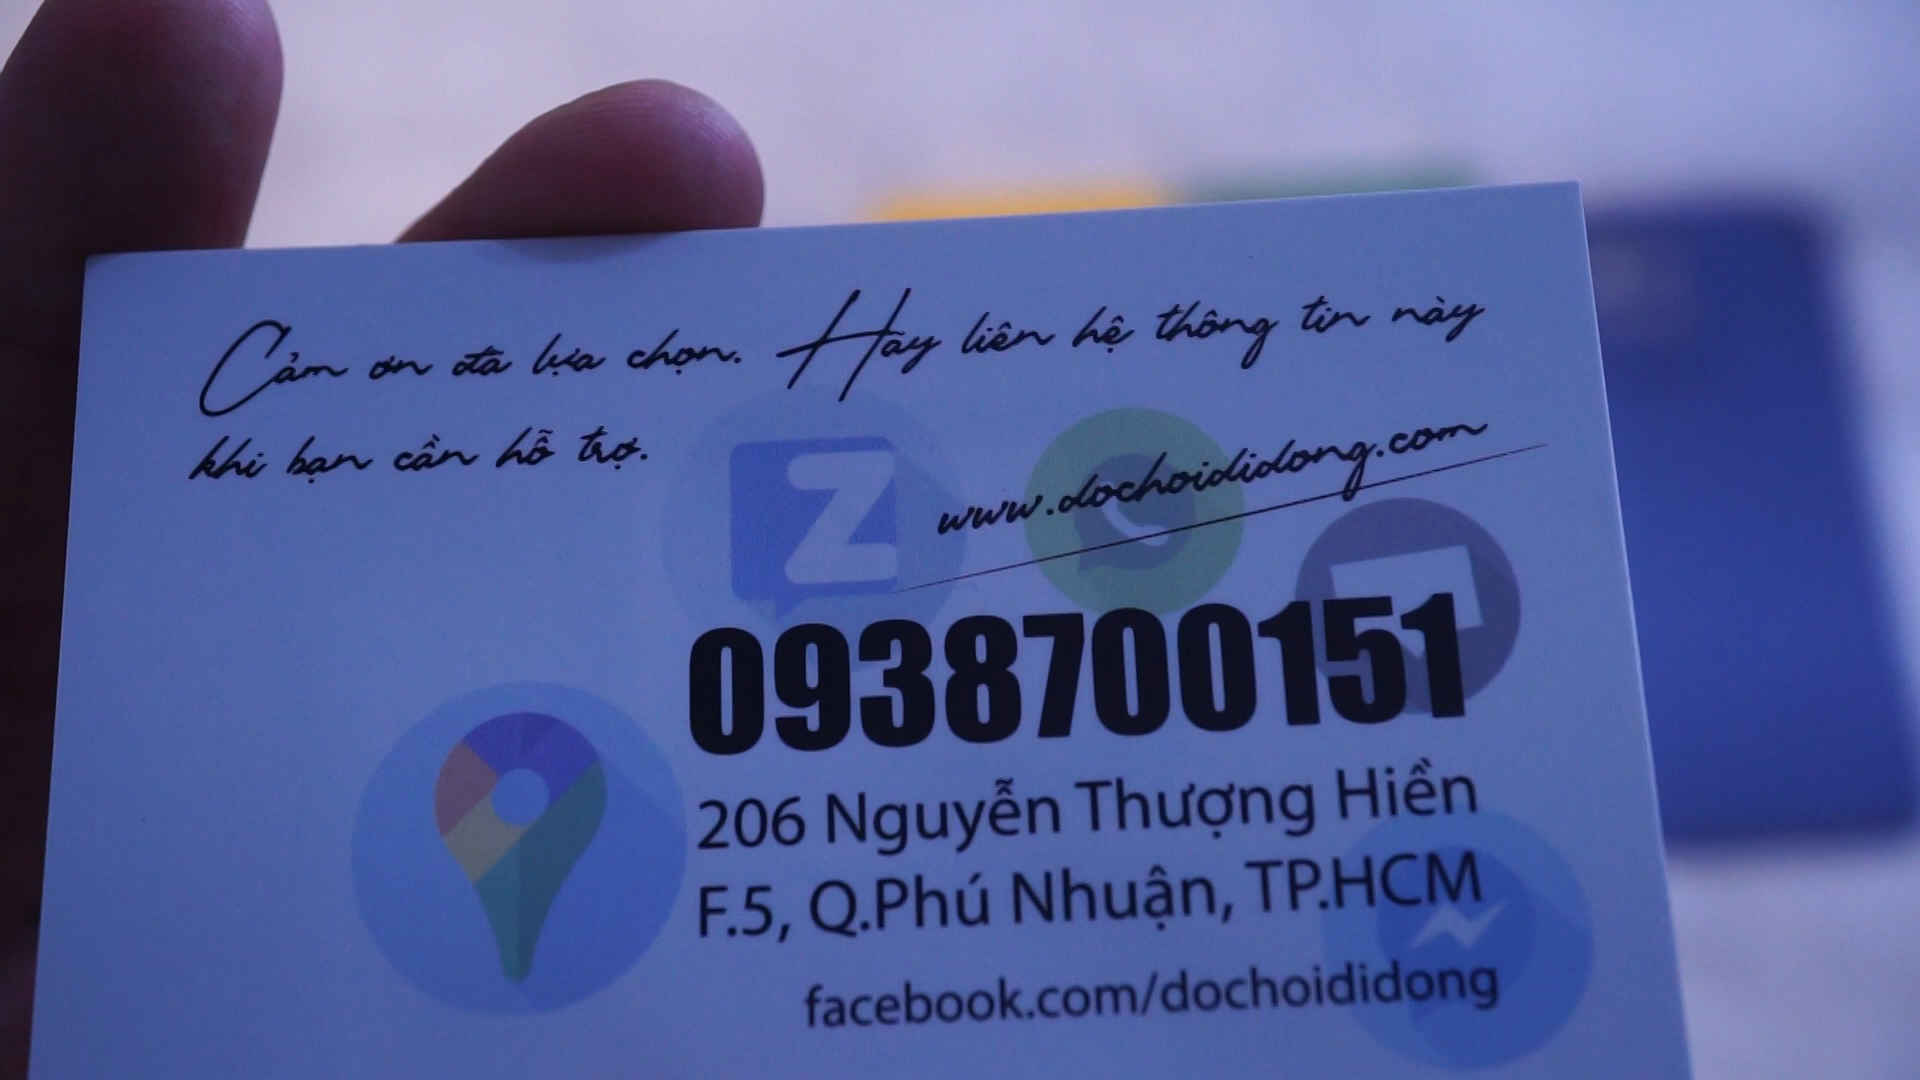 Cảm ơn đã lựa chọn. Hãy liên hệ thông tin này
khi bạn cần hỗ trợ.
Z
www.dochoididong.com
0938700151
206 Nguyễn Thượng Hiền
F.5, Q.Phú Nhuận, TP.HCM
facebook.com/dochoididong